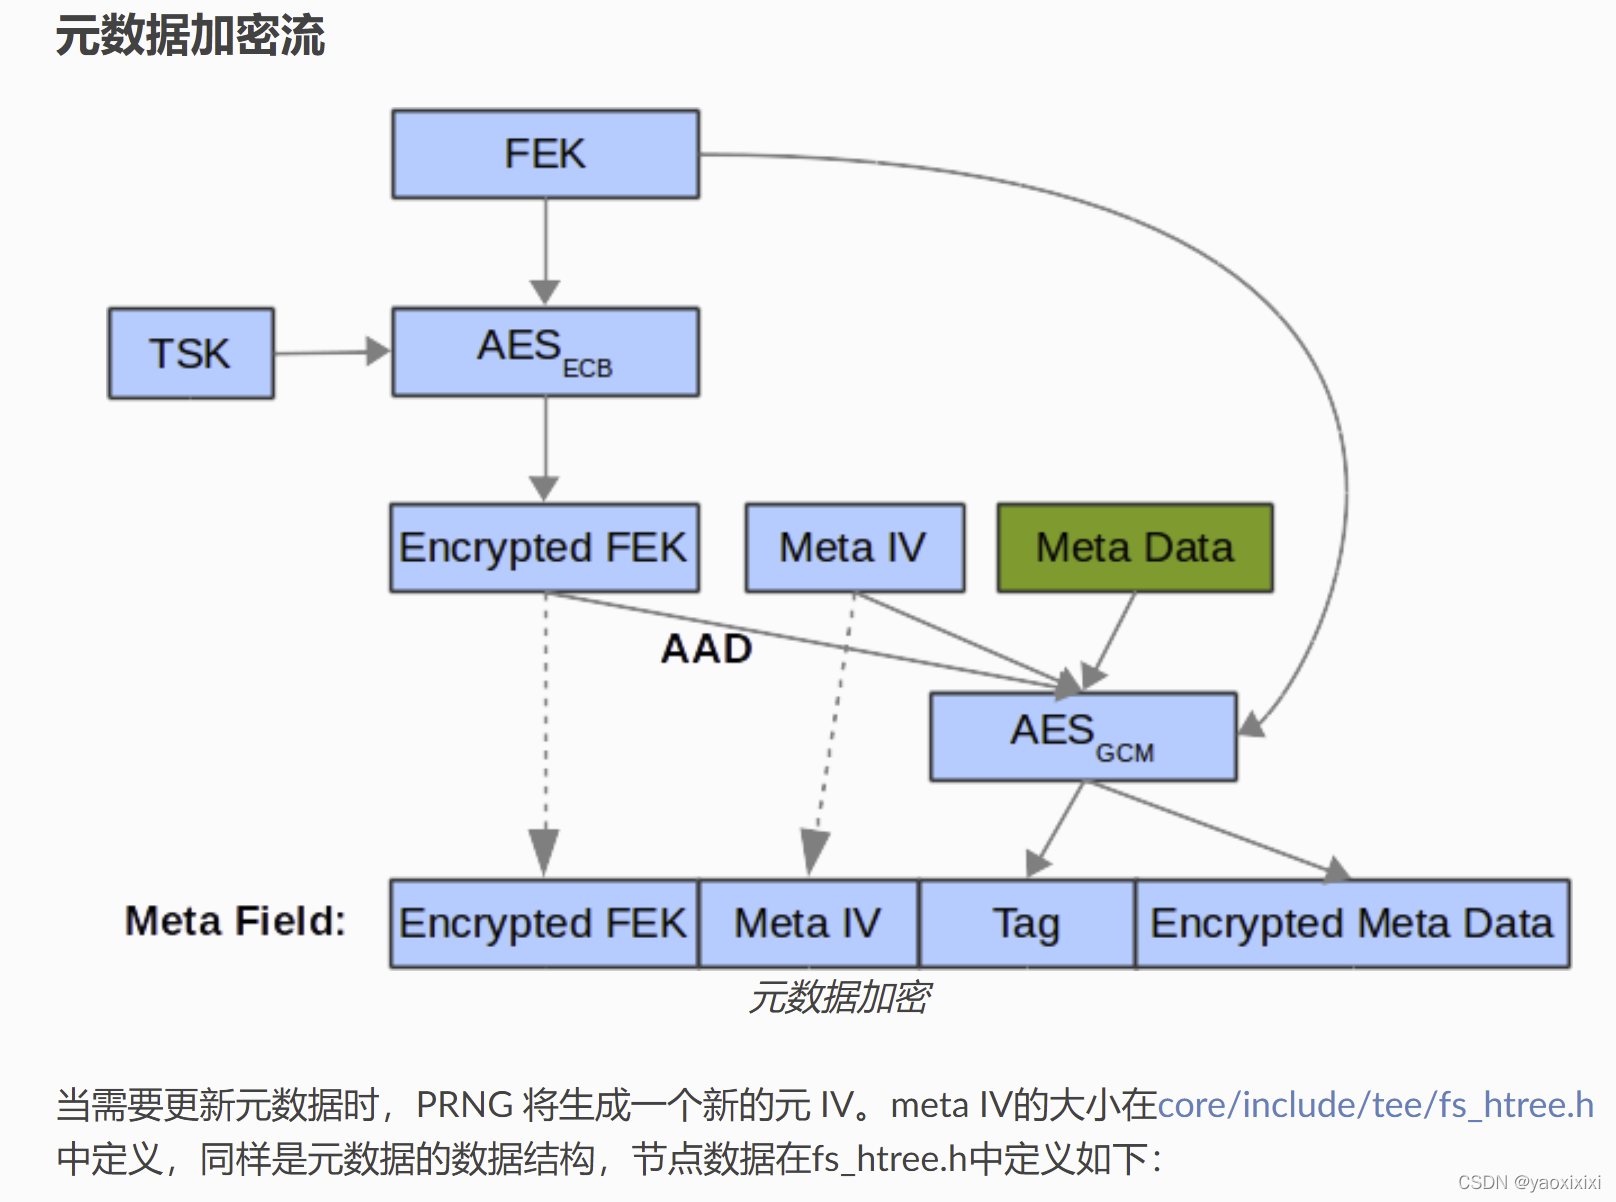 元数据加密流
FEK
TSK
AES ECB
Encrypted FEK
Meta IV
Meta Data
AAD
AES GCM
Meta Field:
Encrypted FEK
Meta IV
Tag
Encrypted Meta Data
元数据加密
当需要更新元数据时，PRNG 将生成一个新的元 IV。meta IV的大小在core/include/tee/fs_htree.h
中定义，同样是元数据的数据结构，节点数据在fs_htree.h中定义如下：
CSDN @yaoxixixi